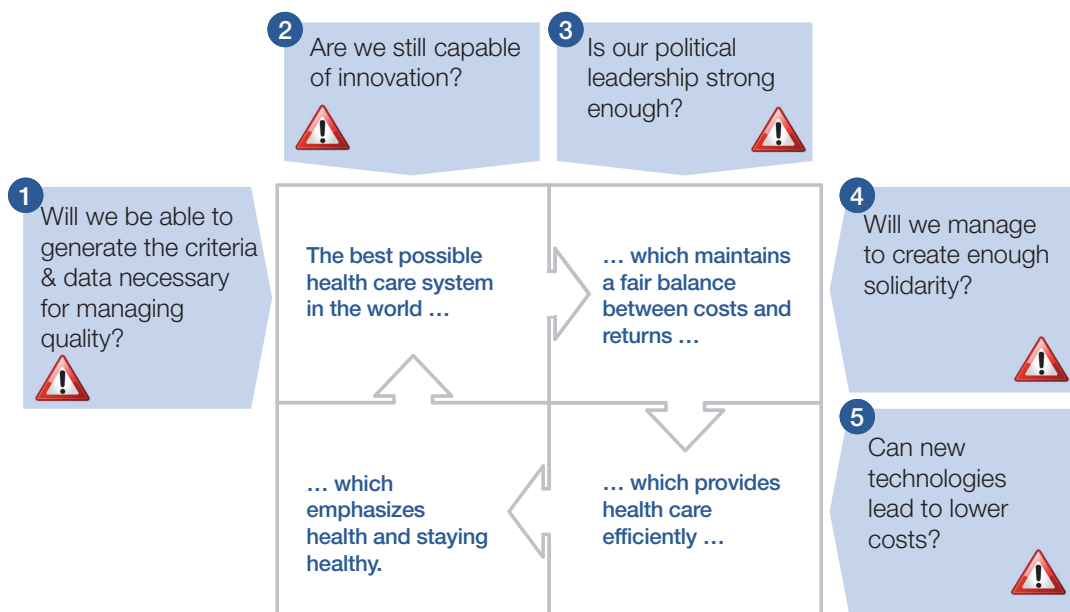 1
Will we be able to
generate the criteria
& data necessary
for managing
quality?
2
Are we still capable
of innovation?
3
Is our political
leadership strong
enough?
4
Will we manage
to create enough
solidarity?
5
Can new
technologies
lead to lower
costs?
The best possible
health care system
in the world …
… which maintains
a fair balance
between costs and
returns …
… which provides
health care
efficiently …
… which
emphasizes
health and staying
healthy.